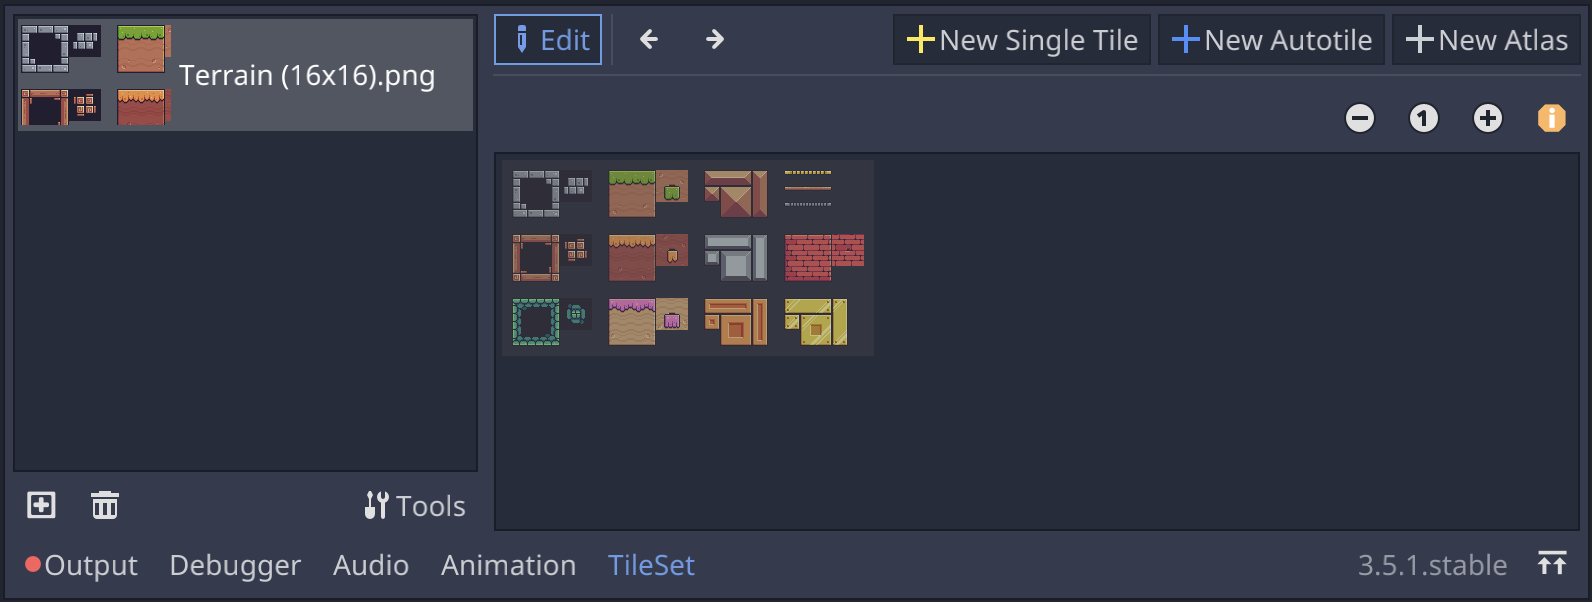 Terrain (16x16).png
Edit
New Single Tile
New Autotile
New Atlas
1
Tools
Output
Debugger
Audio
Animation
TileSet
3.5.1.stable